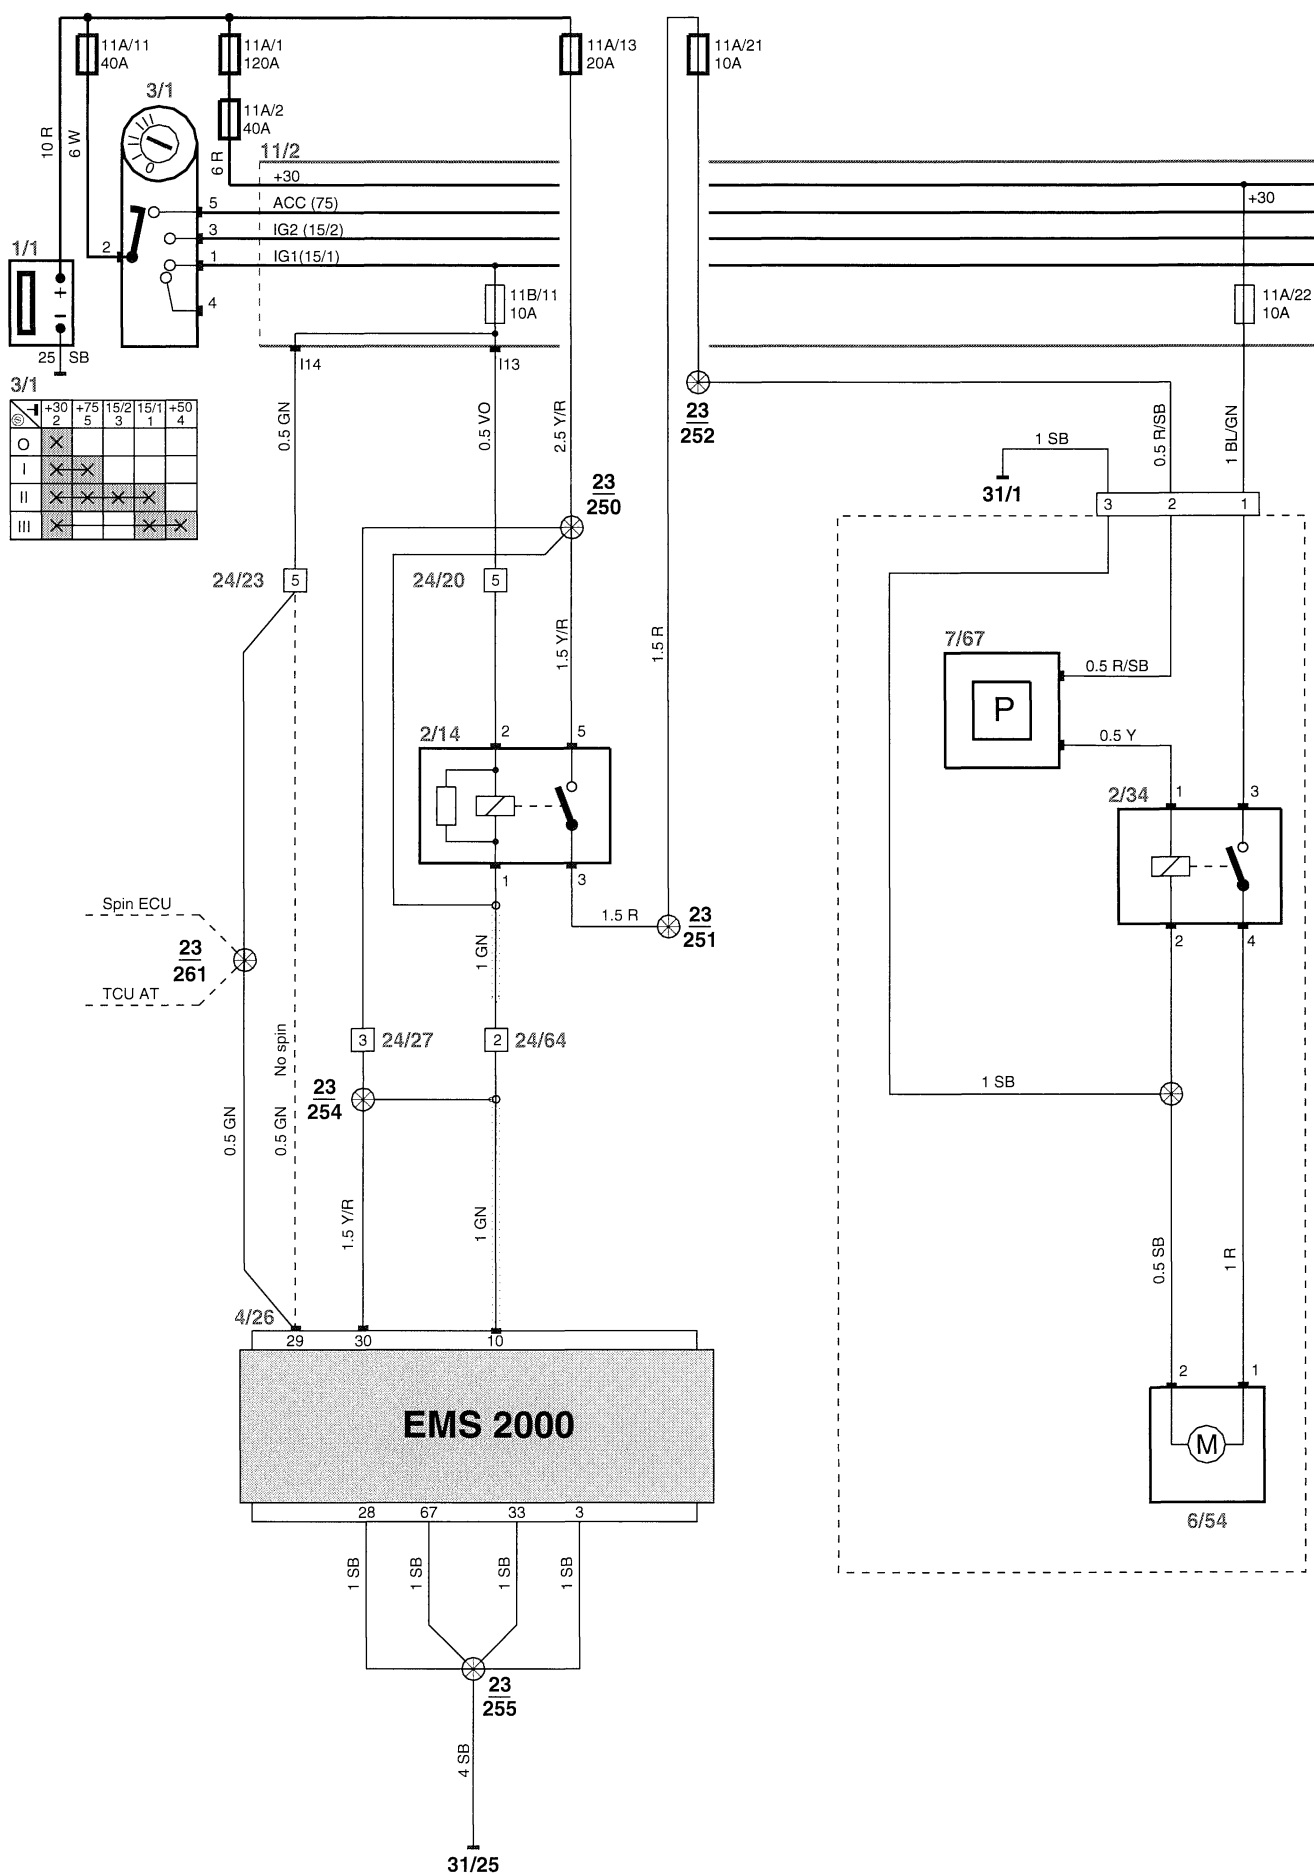 11A/11
40A
11A/1
120A
11A/13
20A
11A/21
10A
3/1
11A/2
40A
10 R
6 W
6 R
O
I
II
III
11/2
+30
+30
5
ACC (75)
3
IG2 (15/2)
1
IG1(15/1)
4
2
1/1
+
–
25
SB
11B/11
10A
11A/22
10A
I14
I13
3/1
+30 +75 15/2 15/1 +50
2 5 3 1 4
O
I
II
III
0.5 GN
0.5 VO
2.5 Y/R
23
252
0.5 R/SB
1 BL/GN
1 SB
31/1
3 2 1
23
250
24/23
5
24/20
5
1.5 Y/R
1.5 R
7/67
P
0.5 R/SB
0.5 Y
2/14
2
5
1
3
2/34
1
3
2
4
1.5 R
23
251
Spin ECU
23
261
TCU AT
1 GN
No spin
3
24/27
2
24/64
23
254
1 SB
0.5 GN
0.5 GN
1.5 Y/R
1 GN
0.5 SB
1 R
4/26
29
30
10
EMS 2000
28
67
33
3
2
1
M
6/54
1 SB
1 SB
1 SB
1 SB
23
255
4 SB
31/25